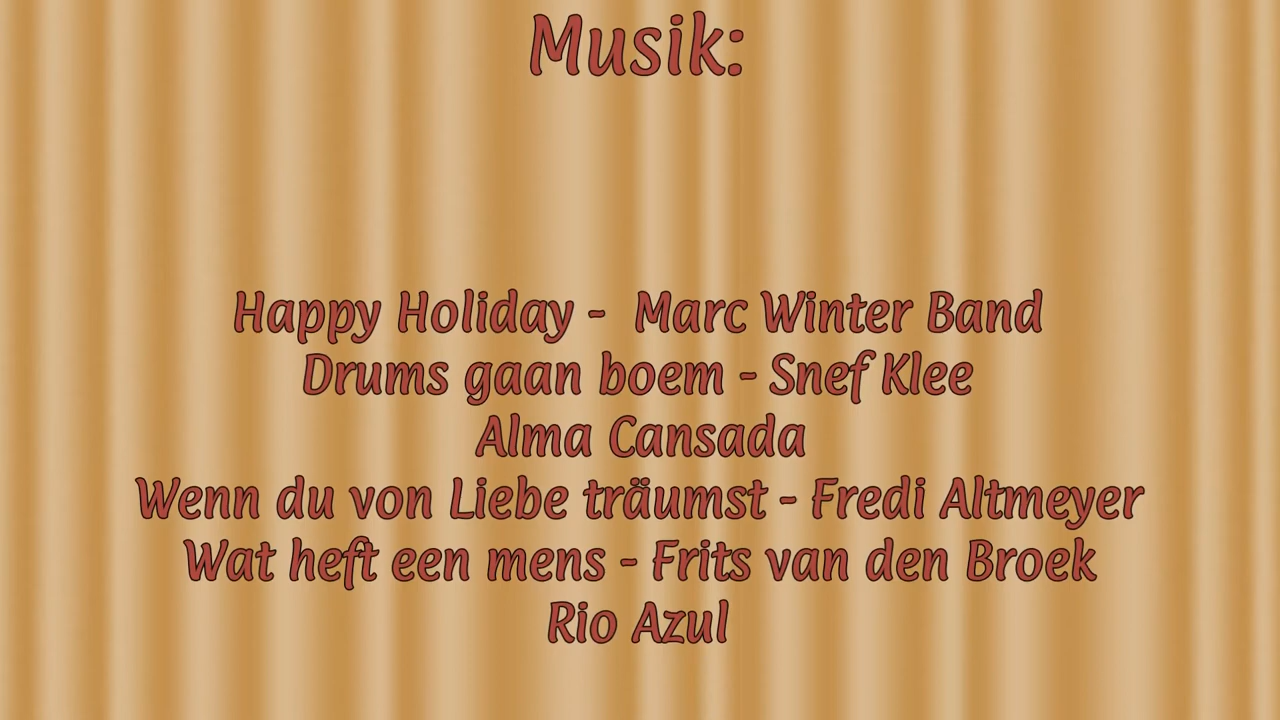 Musik:
Happy Holiday -  Marc Winter Band
Drums gaan boem - Snef Klee
Alma Cansada
Wenn du von Liebe träumst - Fredi Altmeyer
Wat heft een mens - Frits van den Broek
Rio Azul